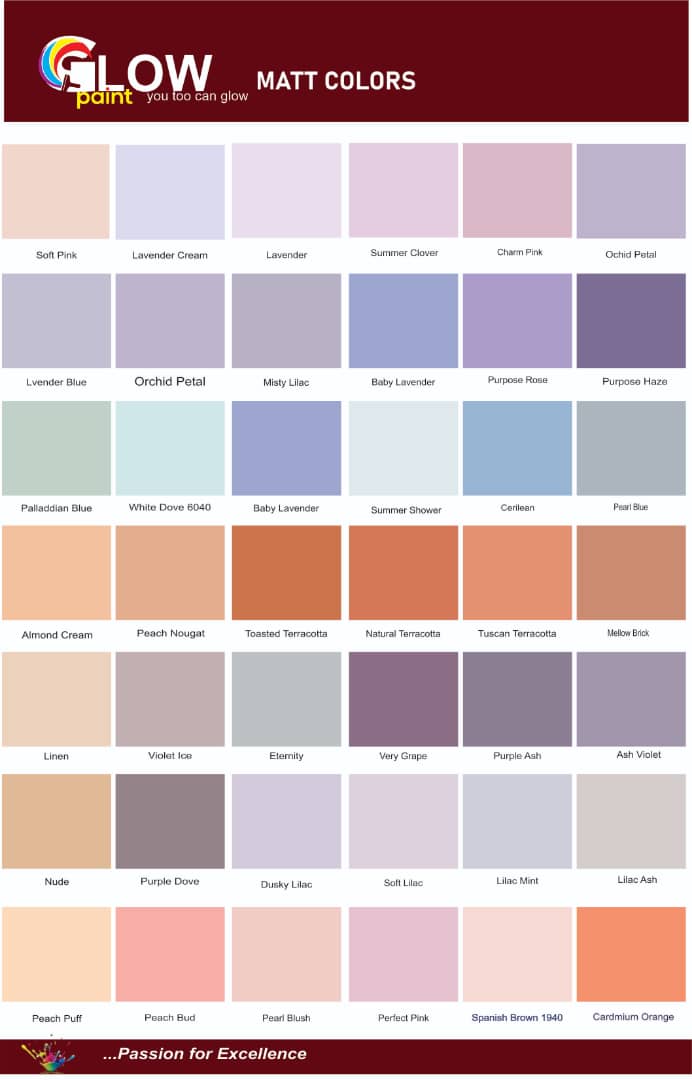 GLOW
paint you too can glow
MATT COLORS
Soft Pink Lavender Cream Lavender Summer Clover Charm Pink Ochid Petal
Lvender Blue Orchid Petal Misty Lilac Baby Lavender Purpose Rose Purpose Haze
Palladdian Blue White Dove 6040 Baby Lavender Summer Shower Cerilean Pearl Blue
Almond Cream Peach Nougat Toasted Terracotta Natural Terracotta Tuscan Terracotta Mellow Brick
Linen Violet Ice Eternity Very Grape Purple Ash Ash Violet
Nude Purple Dove Dusky Lilac Soft Lilac Lilac Mint Lilac Ash
Peach Puff Peach Bud Pearl Blush Perfect Pink Spanish Brown 1940 Cardmium Orange
...Passion for Excellence